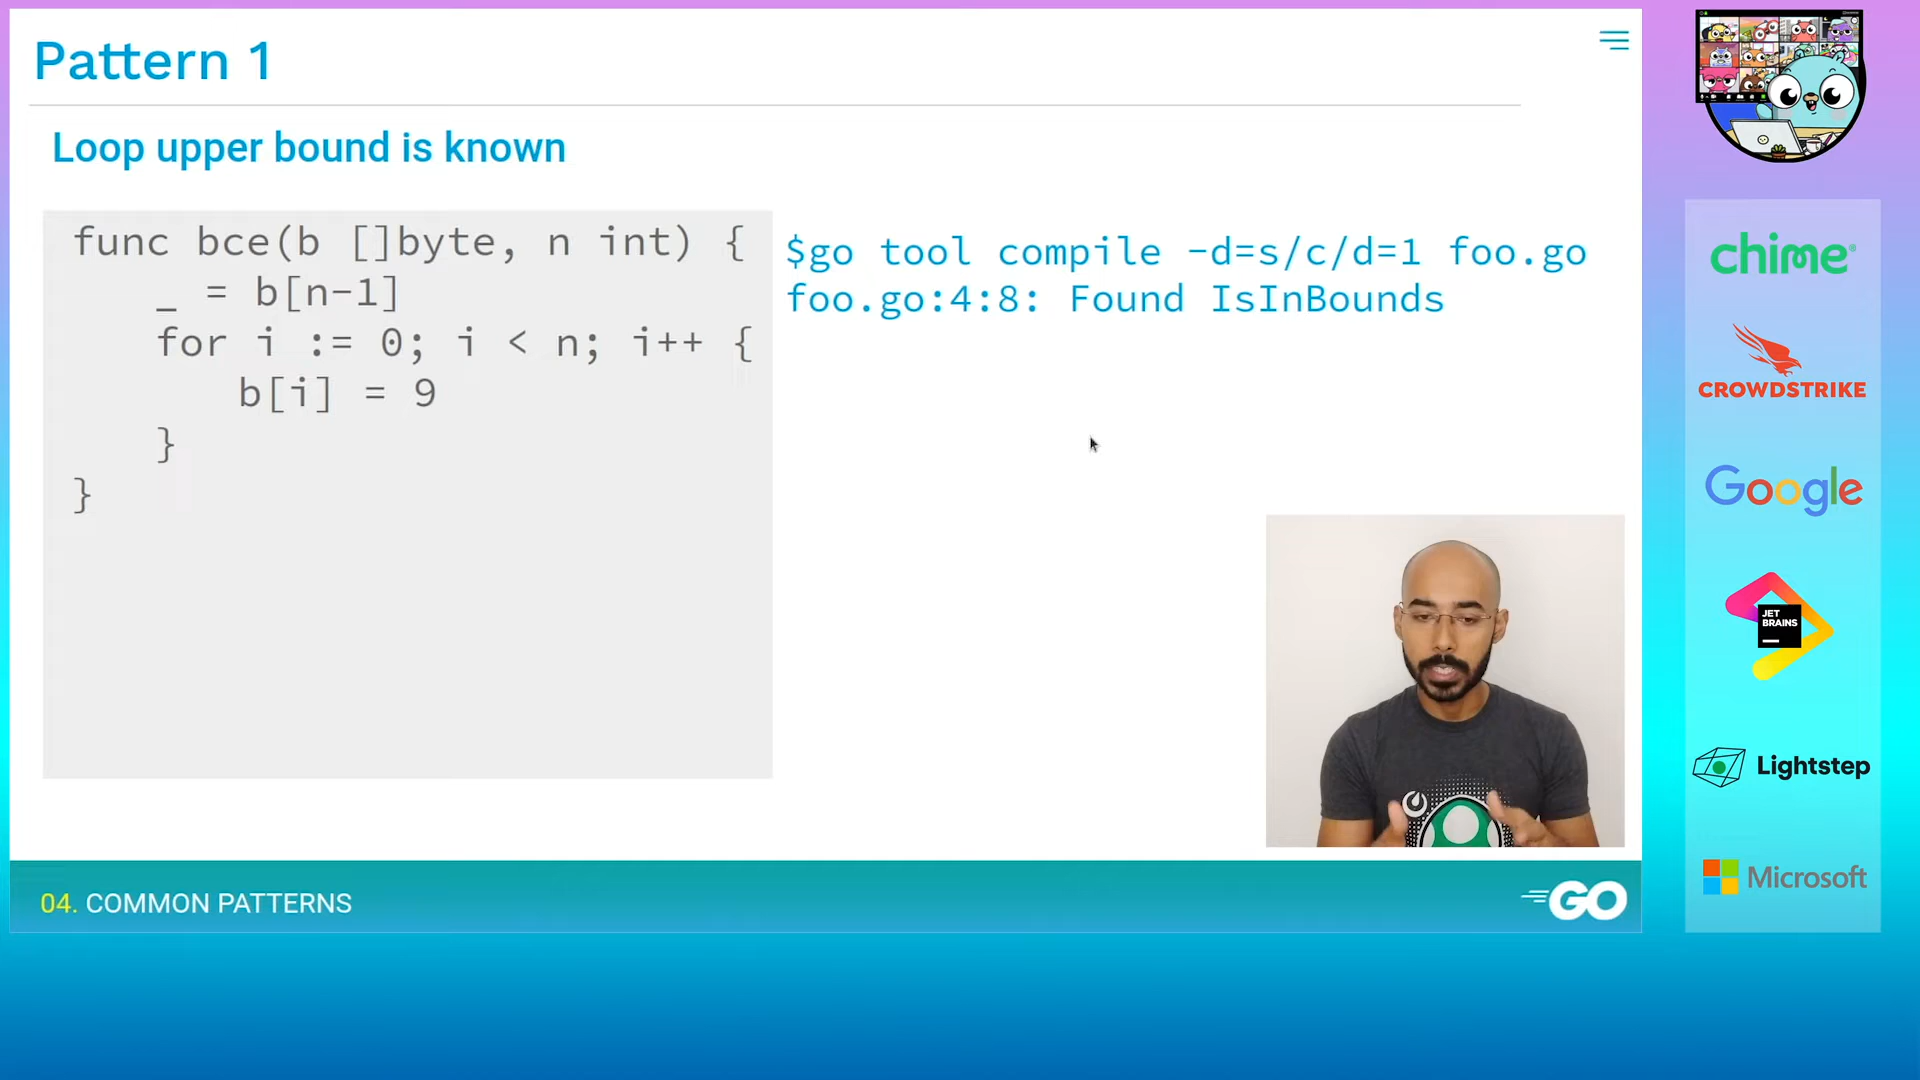 Pattern 1
Loop upper bound is known
func bce(b []byte, n int) {
    _ = b[n-1]
    for i := 0; i < n; i++ {
        b[i] = 9
    }
}
$go tool compile -d=s/c/d=1 foo.go
foo.go:4:8: Found IsInBounds
04. COMMON PATTERNS
GO
chime
CROWDSTRIKE
Google
JET
BRAINS
Lightstep
Microsoft